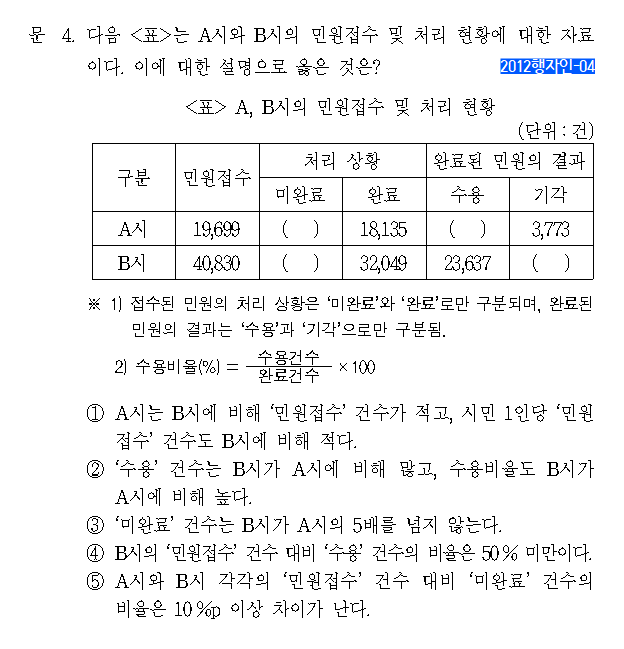 문 4. 다음 <표>는 A시와 B시의 민원접수 및 처리 현황에 대한 자료
이다. 이에 대한 설명으로 옳은 것은?
2012행자인-04
<표> A, B시의 민원접수 및 처리 현황
(단위 : 건)
구분 민원접수 처리 상황 완료된 민원의 결과
미완료 완료 수용 기각
A시 19,699 ( ) 18,135 ( ) 3,773
B시 40,830 ( ) 32,049 23,637 ( )
※ 1) 접수된 민원의 처리 상황은 '미완료'와 '완료'로만 구분되며, 완료된
민원의 결과는 '수용'과 '기각'으로만 구분됨.
2) 수용비율(%) = 수용건수 / 완료건수 × 100
① A시는 B시에 비해 '민원접수' 건수가 적고, 시민 1인당 '민원
접수' 건수도 B시에 비해 적다.
② '수용' 건수는 B시가 A시에 비해 많고, 수용비율도 B시가
A시에 비해 높다.
③ '미완료' 건수는 B시가 A시의 5배를 넘지 않는다.
④ B시의 '민원접수' 건수 대비 '수용' 건수의 비율은 50% 미만이다.
⑤ A시와 B시 각각의 '민원접수' 건수 대비 '미완료' 건수의
비율은 10%p 이상 차이가 난다.